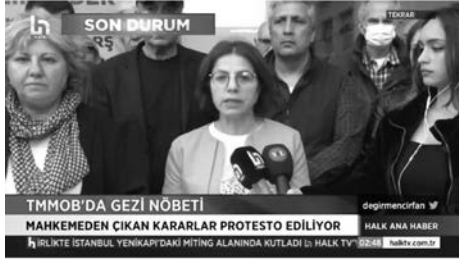 TEKRAR
SON DURUM
TMMOB'DA GEZİ NÖBETİ
degirmencirfan
MAHKEMEDEN ÇIKAN KARARLAR PROTESTO EDİLİYOR
HALK ANA HABER
BİRLİKTE İSTANBUL YENİKAPI'DAKİ MİTİNG ALANINDA KUTLADI HALK TV'
02:48
halktv.com.tr